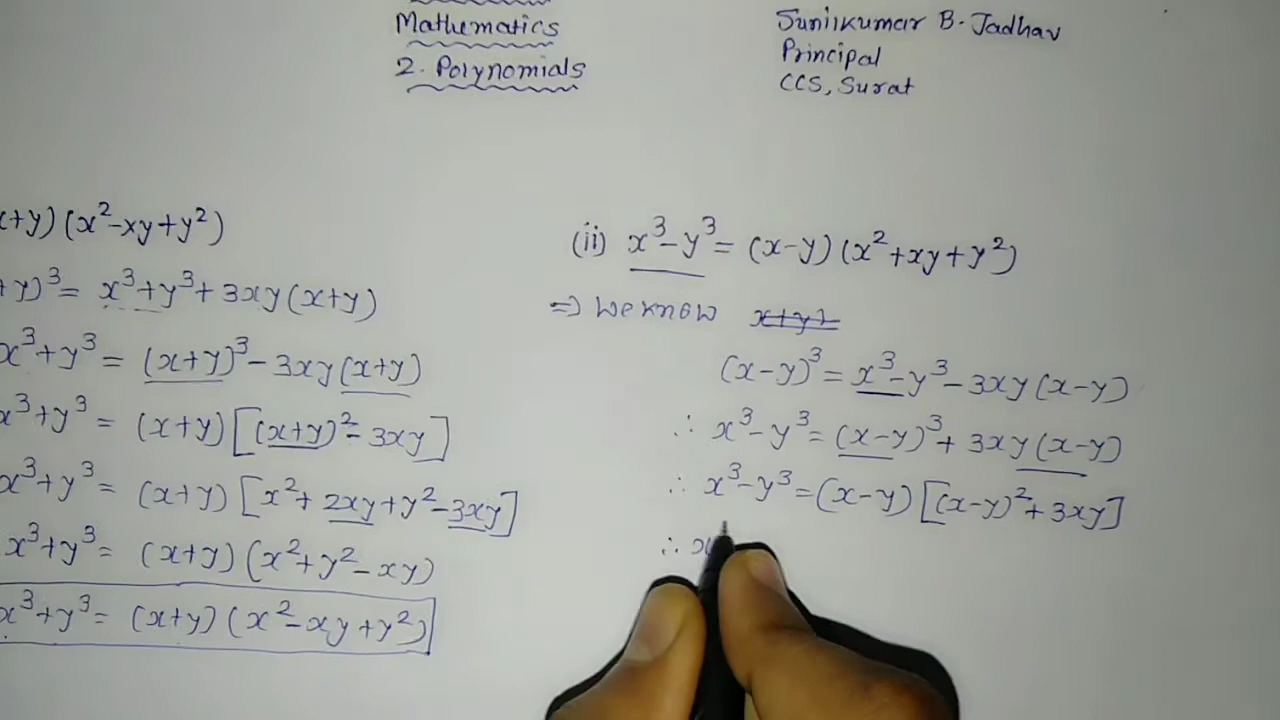 Mathematics
2. Polynomials
Sunilkumar B. Jadhav
Principal
CCS, Surat
+y) (x²-xy+y²)
+y)³ = x³+y³+3xy(x+y)
x³+y³ = (x+y)³-3xy(x+y)
x³+y³ = (x+y)[(x+y)²-3xy]
x³+y³ = (x+y)[x²+2xy+y²-3xy]
x³+y³ = (x+y)(x²+y²-xy)
x³+y³ = (x+y)(x²-xy+y²)
(ii) x³-y³ = (x-y)(x²+xy+y²)
⇒ We know
(x-y)³ = x³-y³-3xy(x-y)
∴ x³-y³ = (x-y)³+3xy(x-y)
∴ x³-y³ = (x-y)[(x-y)²+3xy]
∴ x